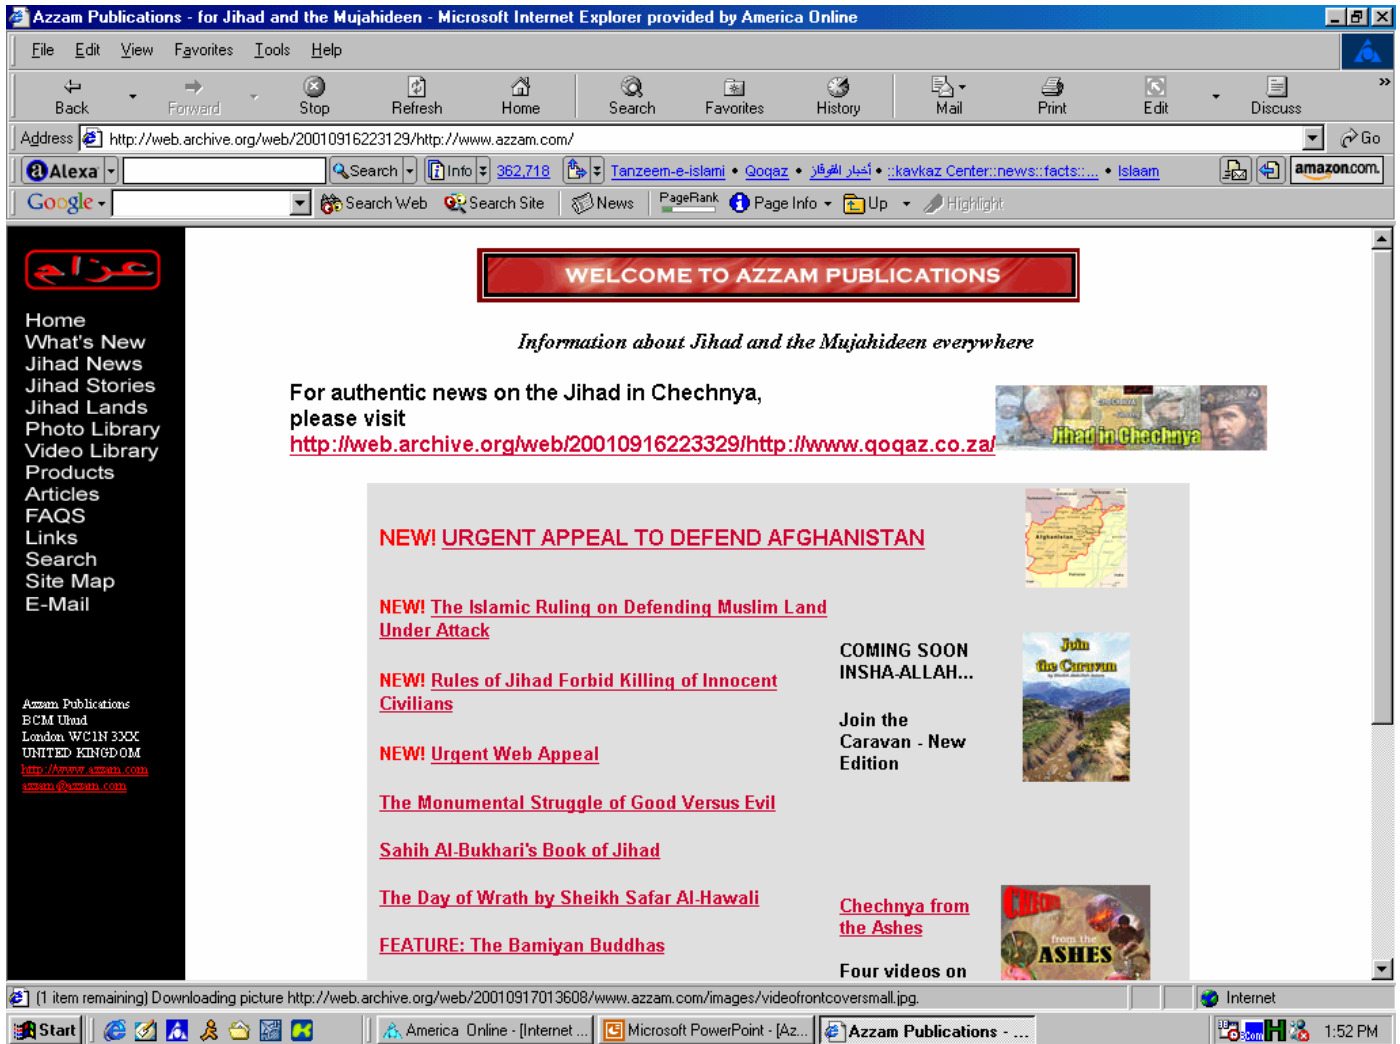 Azzam Publications - for Jihad and the Mujahideen - Microsoft Internet Explorer provided by America Online
File Edit View Favorites Tools Help
Back Forward Stop Refresh Home Search Favorites History Mail Print Edit Discuss »
Address http://web.archive.org/web/20010916223129/http://www.azzam.com/ Go
Alexa Search Info 362,718 Tanzeem-e-islami • Qoqaz • أخبار القوقاز • ::kavkaz Center::news::facts::... • Islaam amazon.com.
Google Search Web Search Site News PageRank Page Info Up Highlight
عزام
Home
What's New
Jihad News
Jihad Stories
Jihad Lands
Photo Library
Video Library
Products
Articles
FAQS
Links
Search
Site Map
E-Mail
Azzam Publications
BCM Uhud
London WC1N 3XX
UNITED KINGDOM
http://www.azzam.com
azzam@azzam.com
WELCOME TO AZZAM PUBLICATIONS
Information about Jihad and the Mujahideen everywhere
For authentic news on the Jihad in Chechnya,
please visit
http://web.archive.org/web/20010916223329/http://www.qoqaz.co.za/
Jihad in Chechnya
NEW! URGENT APPEAL TO DEFEND AFGHANISTAN
Afghanistan
NEW! The Islamic Ruling on Defending Muslim Land
Under Attack
NEW! Rules of Jihad Forbid Killing of Innocent
Civilians
NEW! Urgent Web Appeal
The Monumental Struggle of Good Versus Evil
Sahih Al-Bukhari's Book of Jihad
The Day of Wrath by Sheikh Safar Al-Hawali
FEATURE: The Bamiyan Buddhas
COMING SOON
INSHA-ALLAH...
Join the
Caravan - New
Edition
Join
the Caravan
Chechnya from
the Ashes
Four videos on
from the
ASHES
(1 item remaining) Downloading picture http://web.archive.org/web/20010917013608/www.azzam.com/images/videofrontcoversmall.jpg. Internet
Start America Online - [Internet ... Microsoft PowerPoint - [Az... Azzam Publications - ... 1:52 PM